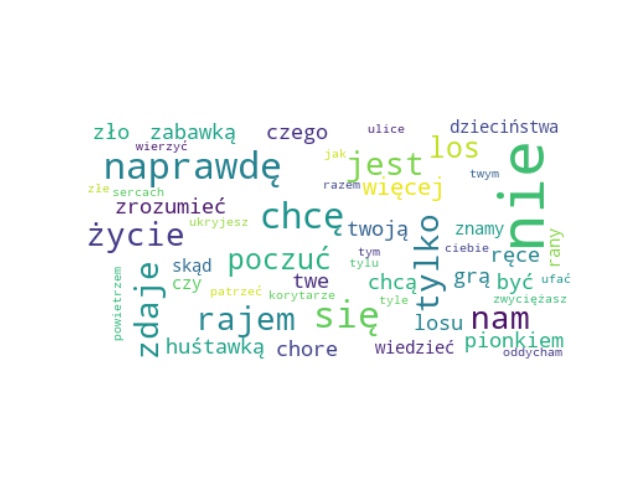 zło zabawką czego ulice dzieciństwa
wierzyć jak los
naprawdę jest nie
złe sercach razem więcej twym
zrozumieć ukryjesz chcę
życie twoją tylko znamy rany
skąd poczuć tym tylu ciebie ręce
czy twe chcą grą być ufać
powietrzem zdaje patrzeć korytarze tyle zwyciężasz
rajem się losu nam
huśtawką chore wiedzieć pionkiem
oddycham